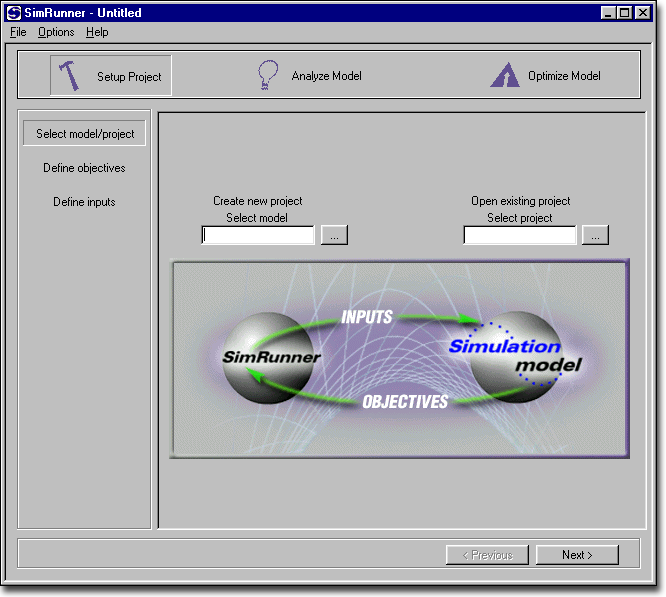 SimRunner - Untitled
File Options Help
Setup Project Analyze Model Optimize Model
Select model/project
Define objectives
Define inputs
Create new project Open existing project
Select model Select project
... ...
INPUTS
SimRunner Simulation
model
OBJECTIVES
< Previous Next >